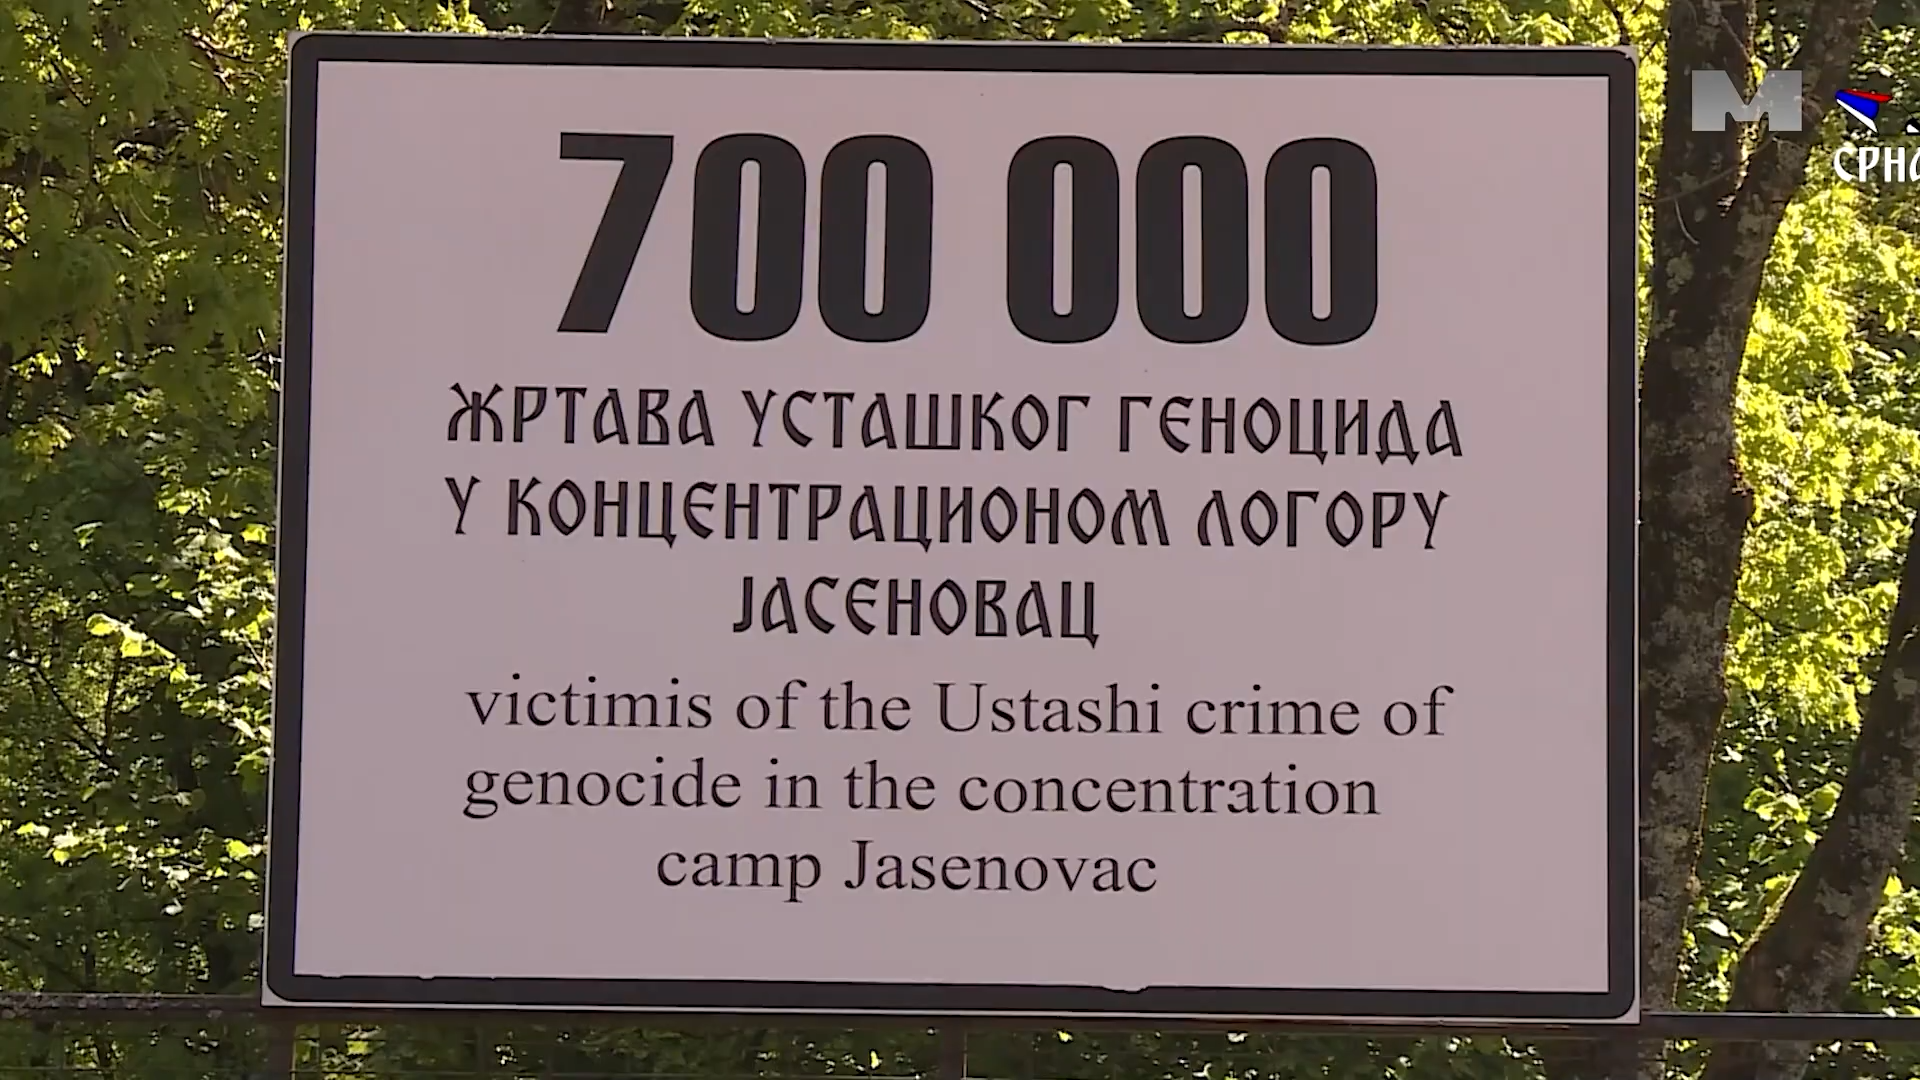 700 000
ЖРТАВА УСТАШКОГ ГЕНОЦИДА
У КОНЦЕНТРАЦИОНОМ ЛОГОРУ
ЈАСЕНОВАЦ
victimis of the Ustashi crime of
genocide in the concentration
camp Jasenovac
М
СРНА